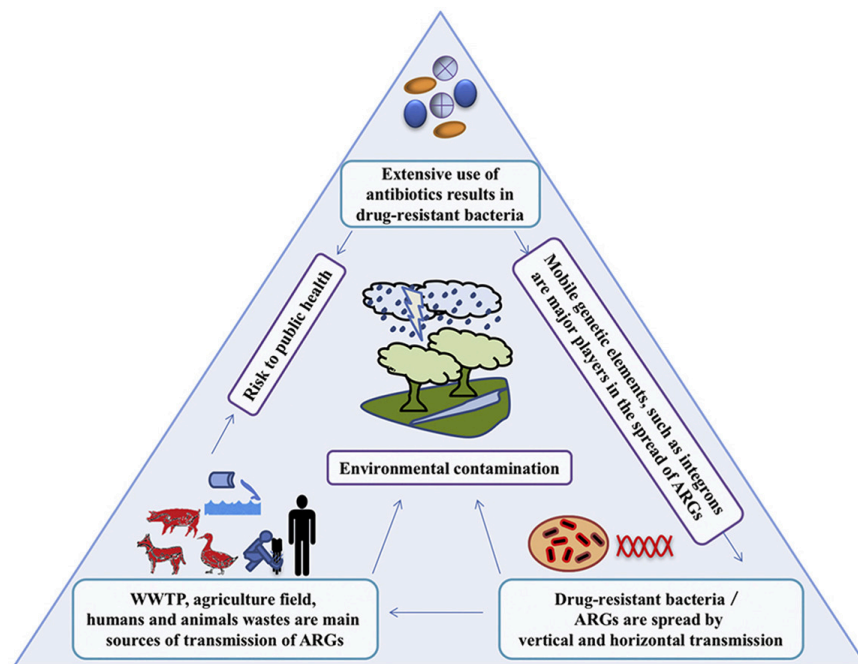 Extensive use of
antibiotics results in
drug-resistant bacteria
Risk to public health
Mobile genetic elements, such as integrons
are major players in the spread of ARGs
Environmental contamination
WWTP, agriculture field,
humans and animals wastes are main
sources of transmission of ARGs
Drug-resistant bacteria /
ARGs are spread by
vertical and horizontal transmission